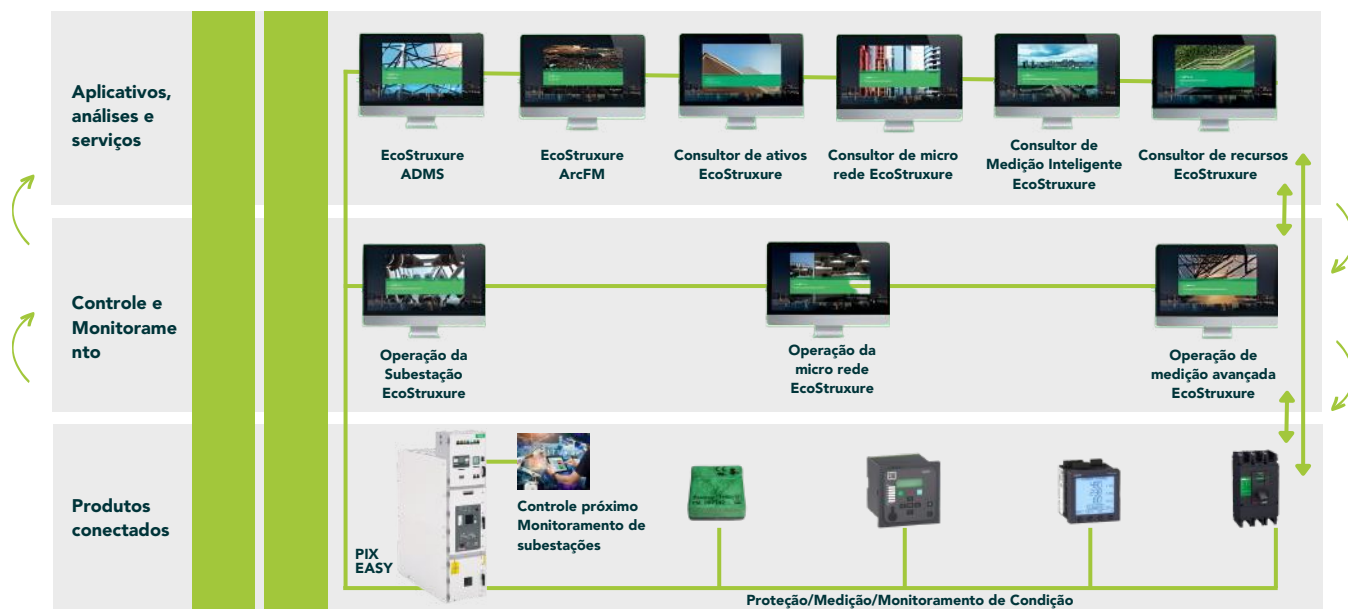 Aplicativos,
análises e
serviços
EcoStruxure
ADMS
EcoStruxure
ArcFM
Consultor de ativos
EcoStruxure
Consultor de micro
rede EcoStruxure
Consultor de
Medição Inteligente
EcoStruxure
Consultor de recursos
EcoStruxure
Controle e
Monitorame
nto
Operação da
Subestação
EcoStruxure
Operação da
micro rede
EcoStruxure
Operação de
medição avançada
EcoStruxure
Produtos
conectados
PIX
EASY
Controle próximo
Monitoramento de
subestações
Proteção/Medição/Monitoramento de Condição